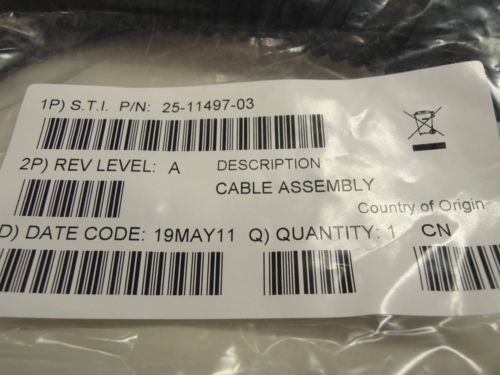 1P) S.T.I. P/N: 25-11497-03
2P) REV LEVEL: A DESCRIPTION
CABLE ASSEMBLY
Country of Origin
D) DATE CODE: 19MAY11 Q) QUANTITY: 1 CN